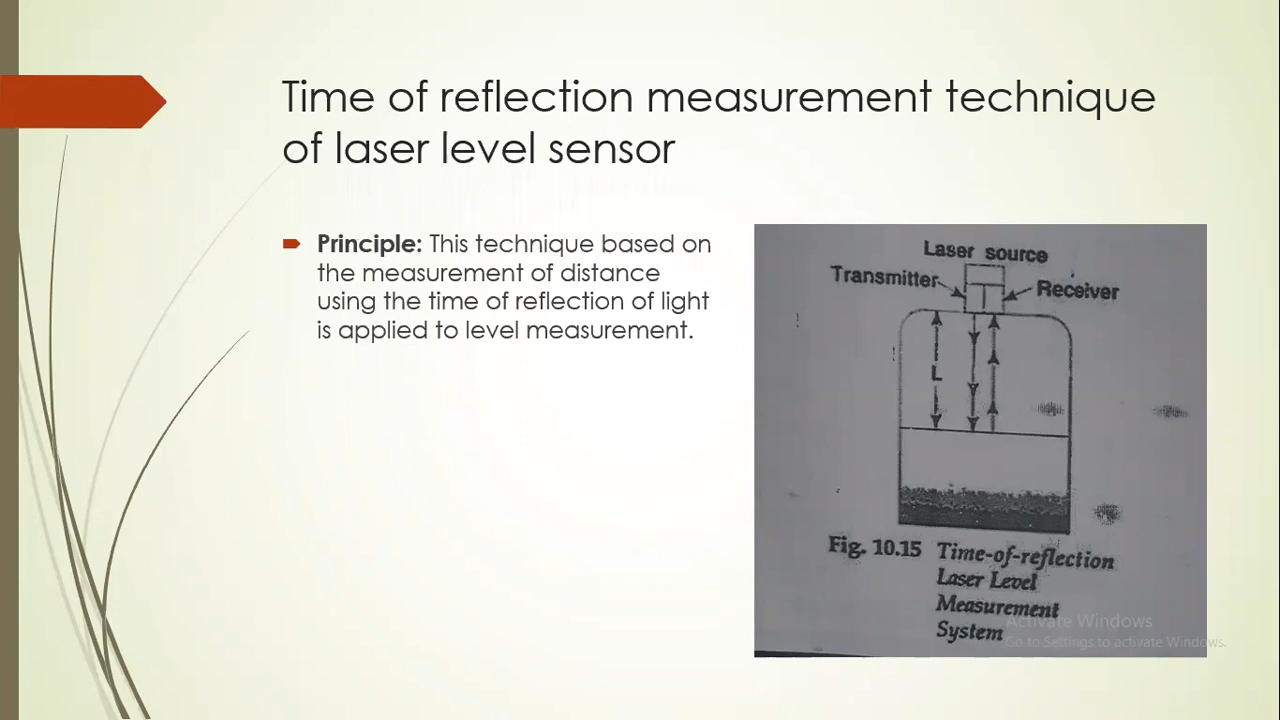 Time of reflection measurement technique
of laser level sensor
Principle: This technique based on
the measurement of distance
using the time of reflection of light
is applied to level measurement.
Laser source
Transmitter
Receiver
L
Fig. 10.15 Time-of-reflection
Laser Level
Measurement
System
Activate Windows
Go to Settings to activate Windows.